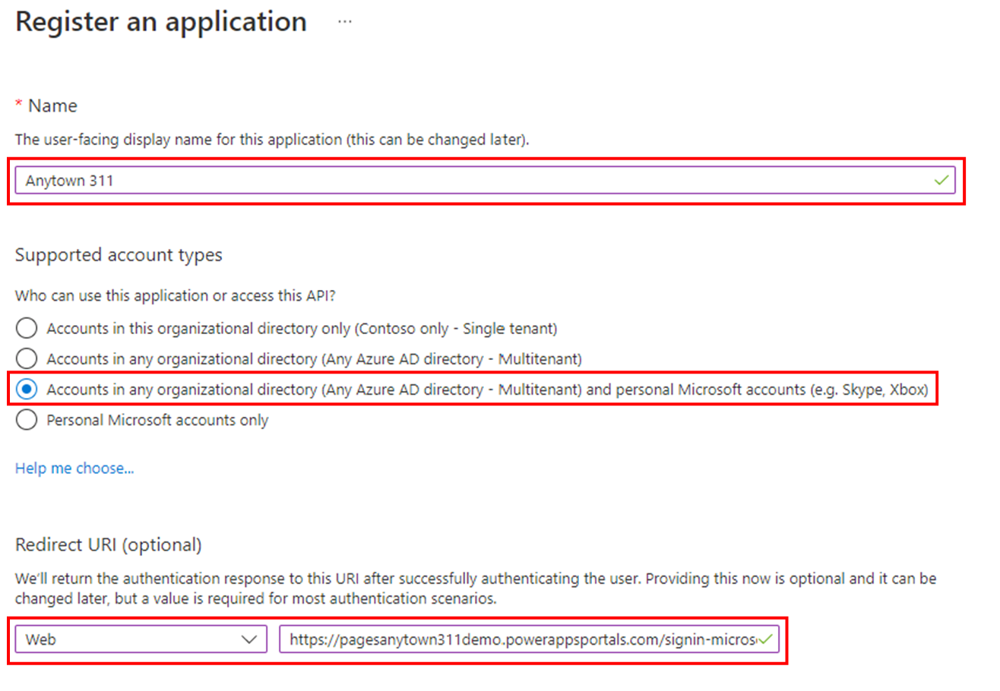 Register an application ...
* Name
The user-facing display name for this application (this can be changed later).
Anytown 311
Supported account types
Who can use this application or access this API?
Accounts in this organizational directory only (Contoso only - Single tenant)
Accounts in any organizational directory (Any Azure AD directory - Multitenant)
Accounts in any organizational directory (Any Azure AD directory - Multitenant) and personal Microsoft accounts (e.g. Skype, Xbox)
Personal Microsoft accounts only
Help me choose...
Redirect URI (optional)
We'll return the authentication response to this URI after successfully authenticating the user. Providing this now is optional and it can be
changed later, but a value is required for most authentication scenarios.
Web https://pagesanytown311demo.powerappsportals.com/signin-micros